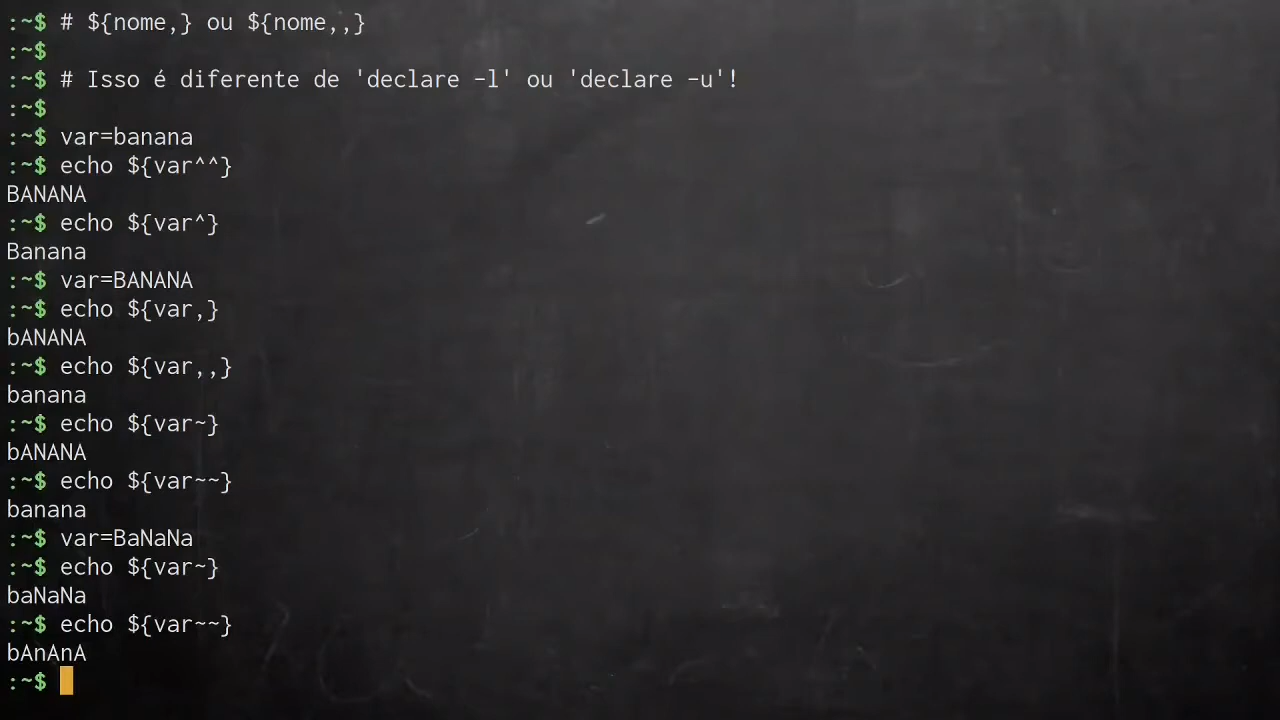 :~$ # ${nome,} ou ${nome,,}
:~$
:~$ # Isso é diferente de 'declare -l' ou 'declare -u'!
:~$
:~$ var=banana
:~$ echo ${var^^}
BANANA
:~$ echo ${var^}
Banana
:~$ var=BANANA
:~$ echo ${var,}
bANANA
:~$ echo ${var,,}
banana
:~$ echo ${var~}
bANANA
:~$ echo ${var~~}
banana
:~$ var=BaNaNa
:~$ echo ${var~}
baNaNa
:~$ echo ${var~~}
bAnAnA
:~$